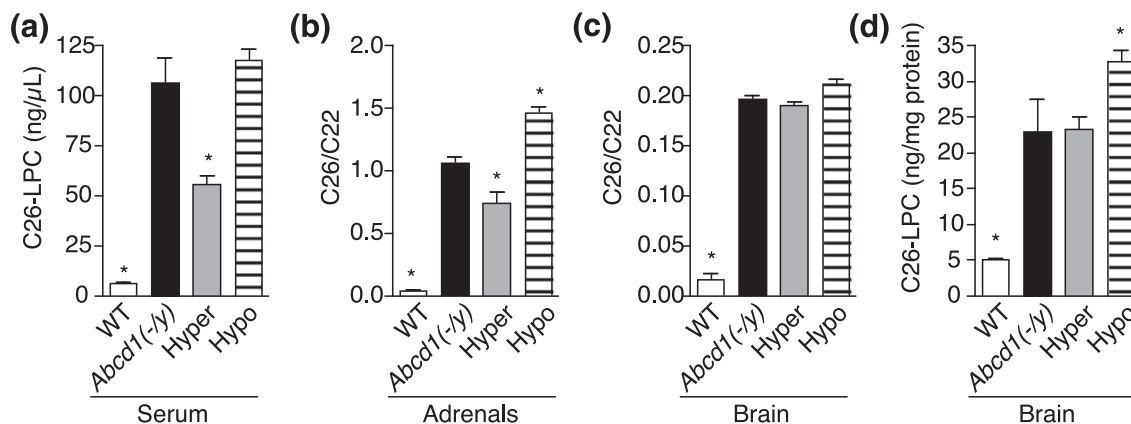 (a)
C26-LPC (ng/μL)
125
100
75
50
25
0
*
*
WT
Abcd1(-/y)
Hyper
Hypo
Serum
(b)
C26/C22
2.0
1.5
1.0
0.5
0.0
*
*
*
WT
Abcd1(-/y)
Hyper
Hypo
Adrenals
(c)
C26/C22
0.25
0.20
0.15
0.10
0.05
0.00
*
WT
Abcd1(-/y)
Hyper
Hypo
Brain
(d)
C26-LPC (ng/mg protein)
35
30
25
20
15
10
5
0
*
*
WT
Abcd1(-/y)
Hyper
Hypo
Brain